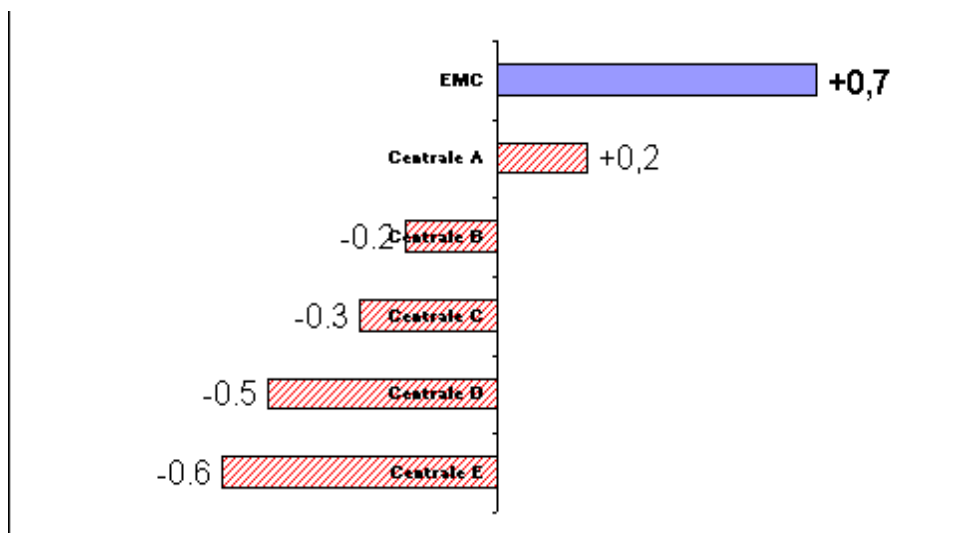 EMC +0,7
Centrale A +0,2
-0.2 Centrale B
-0.3 Centrale C
-0.5 Centrale D
-0.6 Centrale E